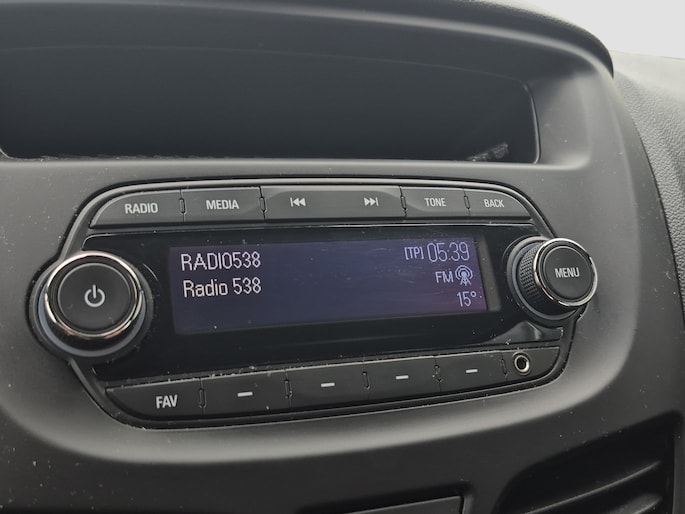 RADIO MEDIA TONE BACK
RADIO538 [TP] 05:39
Radio 538 FM
15°
MENU
FAV